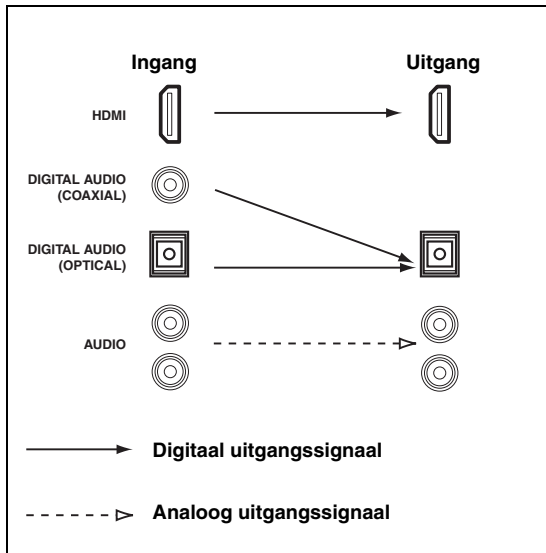 Ingang Uitgang
HDMI
DIGITAL AUDIO
(COAXIAL)
DIGITAL AUDIO
(OPTICAL)
AUDIO
Digitaal uitgangssignaal
Analoog uitgangssignaal